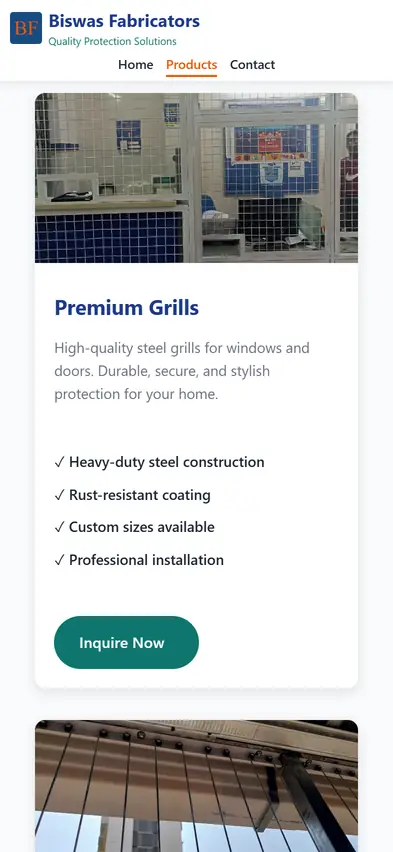 BF
Biswas Fabricators
Quality Protection Solutions
Home Products Contact
Premium Grills
High-quality steel grills for windows and
doors. Durable, secure, and stylish
protection for your home.
✓ Heavy-duty steel construction
✓ Rust-resistant coating
✓ Custom sizes available
✓ Professional installation
Inquire Now